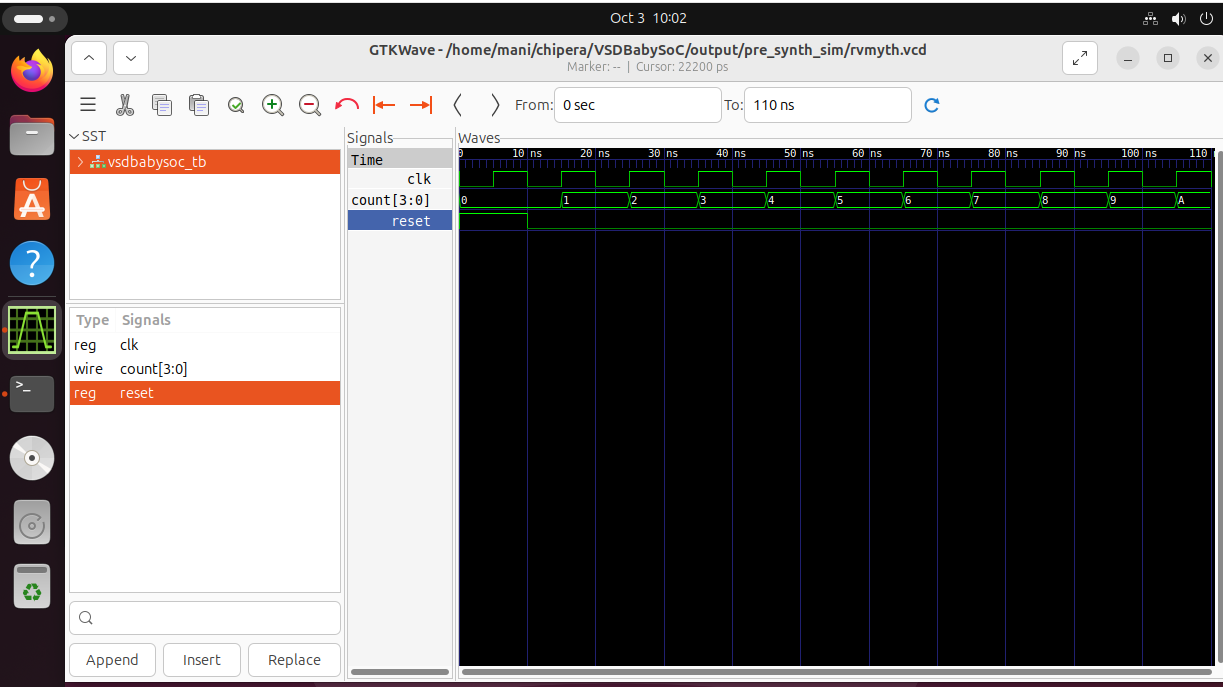 Oct 3 10:02
GTKWave - /home/mani/chipera/VSDBabySoC/output/pre_synth_sim/rvmyth.vcd
Marker: -- | Cursor: 22200 ps
From: 0 sec To: 110 ns
SST
vsdbabysoc_tb
Type Signals
reg clk
wire count[3:0]
reg reset
Append Insert Replace
Signals
Time
clk
count[3:0]
reset
Waves
0 10 ns 20 ns 30 ns 40 ns 50 ns 60 ns 70 ns 80 ns 90 ns 100 ns 110
0 1 2 3 4 5 6 7 8 9 A